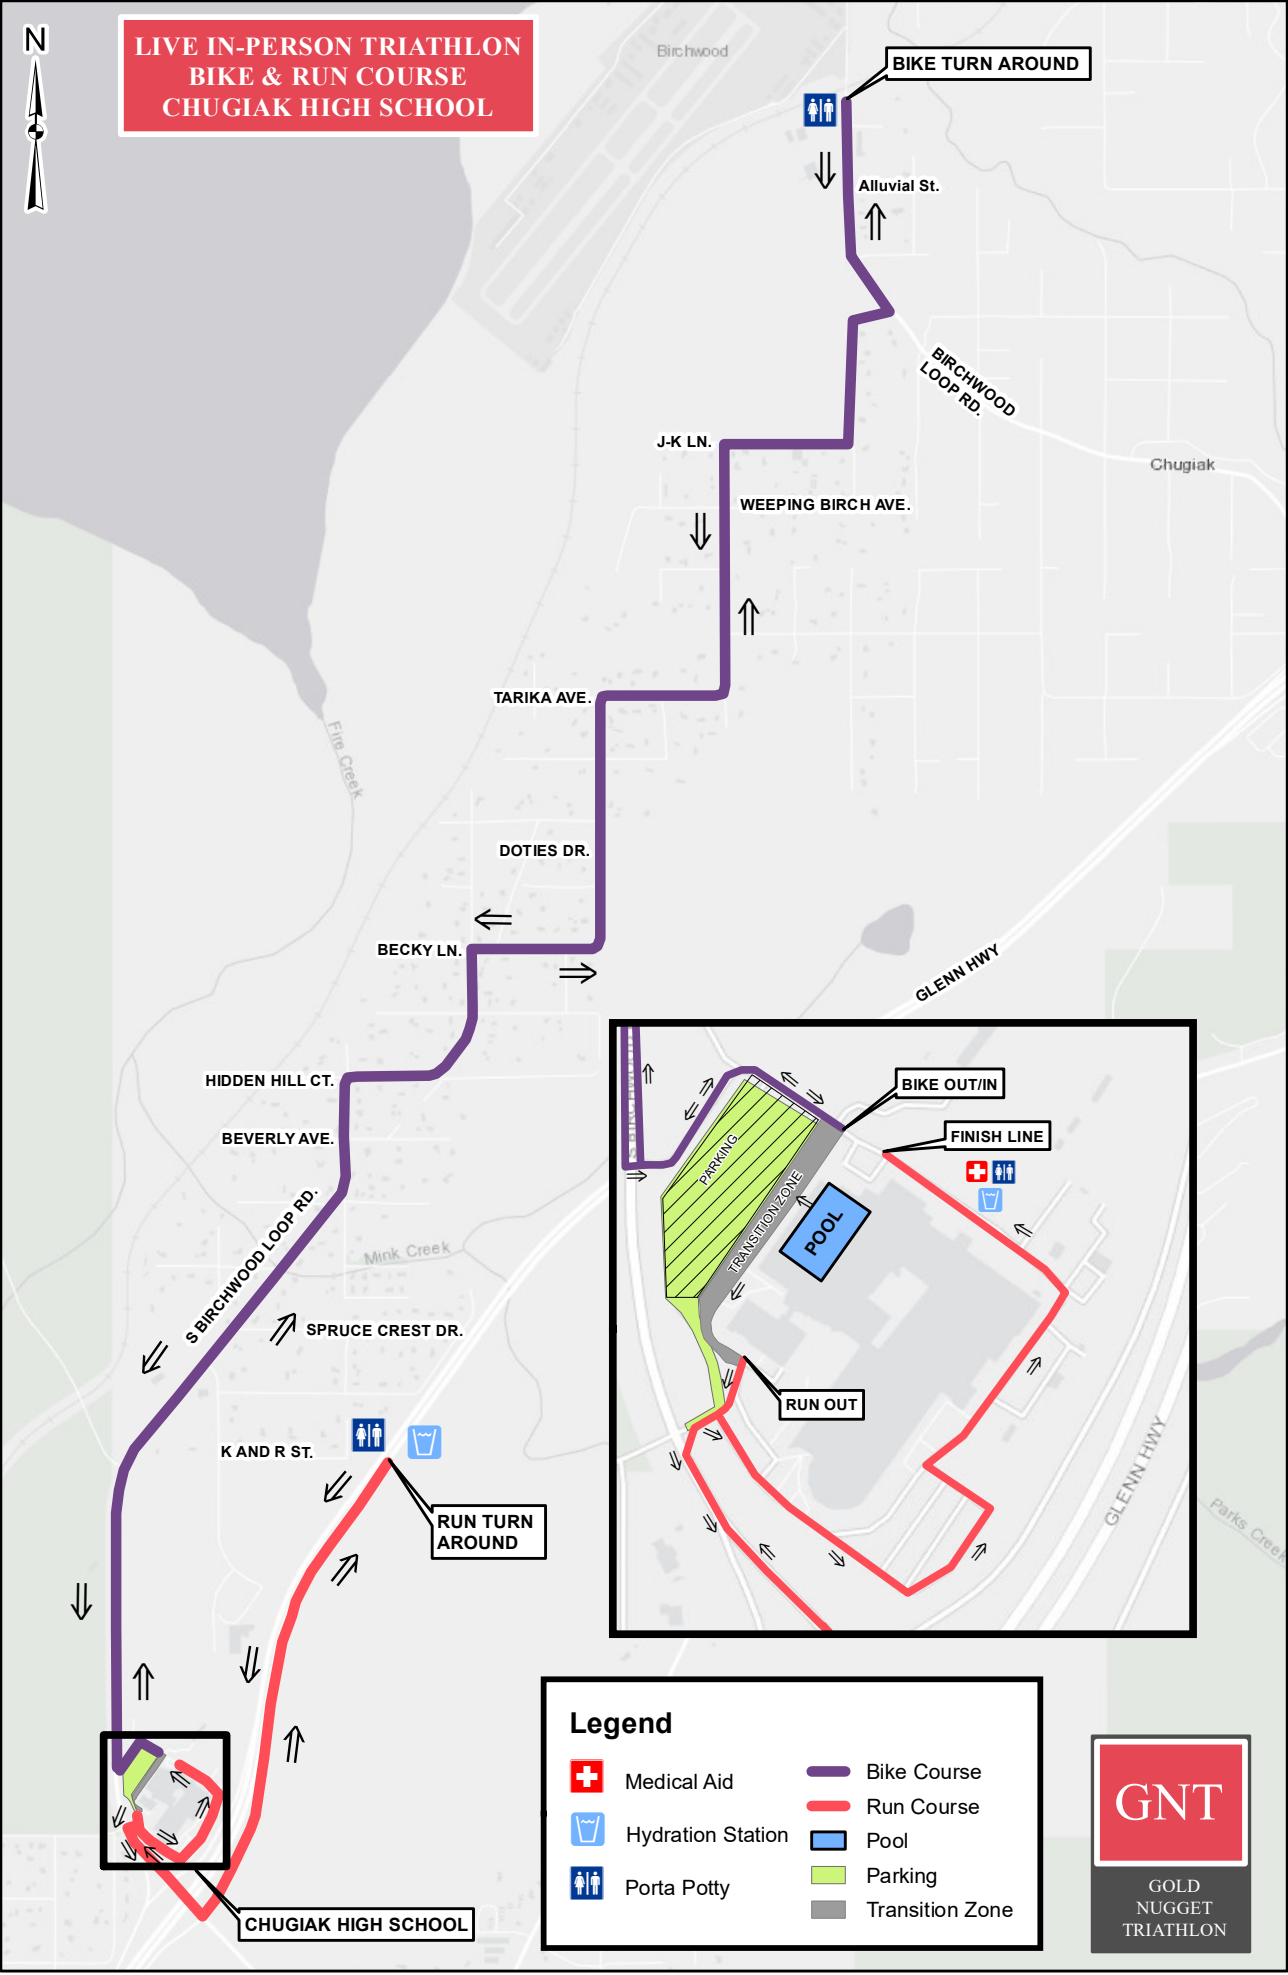 N
LIVE IN-PERSON TRIATHLON
BIKE & RUN COURSE
CHUGIAK HIGH SCHOOL
Birchwood
BIKE TURN AROUND
Alluvial St.
BIRCHWOOD
LOOP RD.
J-K LN.
Chugiak
WEEPING BIRCH AVE.
TARIKA AVE.
Fire Creek
DOTIES DR.
BECKY LN.
GLENN HWY
HIDDEN HILL CT.
BEVERLY AVE.
S BIRCHWOOD LOOP RD.
Mink Creek
SPRUCE CREST DR.
K AND R ST.
RUN TURN
AROUND
S BIRCHWOOD
BIKE OUT/IN
FINISH LINE
PARKING
TRANSITION ZONE
POOL
RUN OUT
GLENN HWY
Parks Creek
CHUGIAK HIGH SCHOOL
Legend
Medical Aid
Hydration Station
Porta Potty
Bike Course
Run Course
Pool
Parking
Transition Zone
GNT
GOLD
NUGGET
TRIATHLON